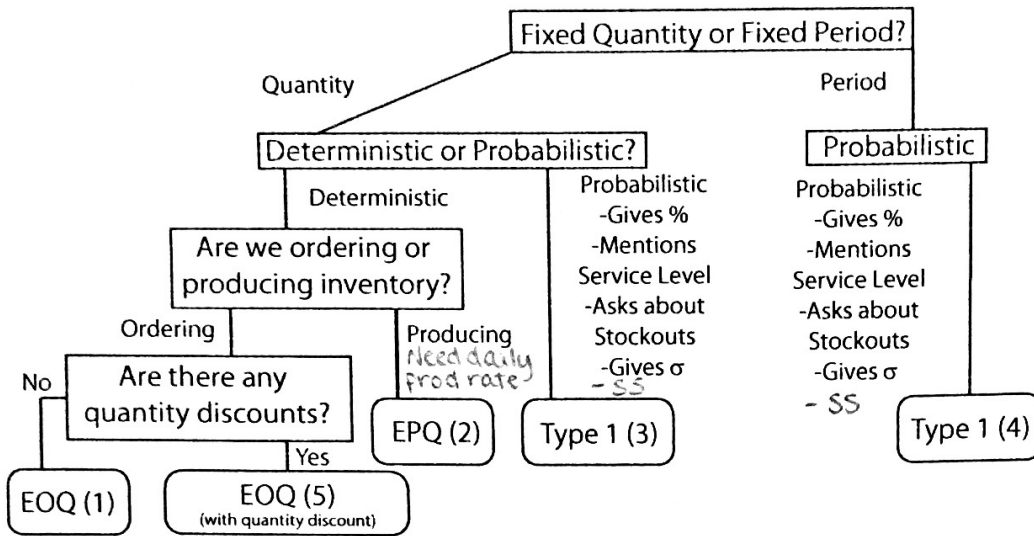 Fixed Quantity or Fixed Period?
Quantity
Period
Deterministic or Probabilistic?
Probabilistic
Deterministic
Probabilistic
-Gives %
-Mentions
Service Level
-Asks about
Stockouts
-Gives σ
- SS
Probabilistic
-Gives %
-Mentions
Service Level
-Asks about
Stockouts
-Gives σ
- SS
Are we ordering or
producing inventory?
Ordering
Producing
Need daily
prod rate
No
Are there any
quantity discounts?
Yes
EOQ (1)
EOQ (5)
(with quantity discount)
EPQ (2)
Type 1 (3)
Type 1 (4)